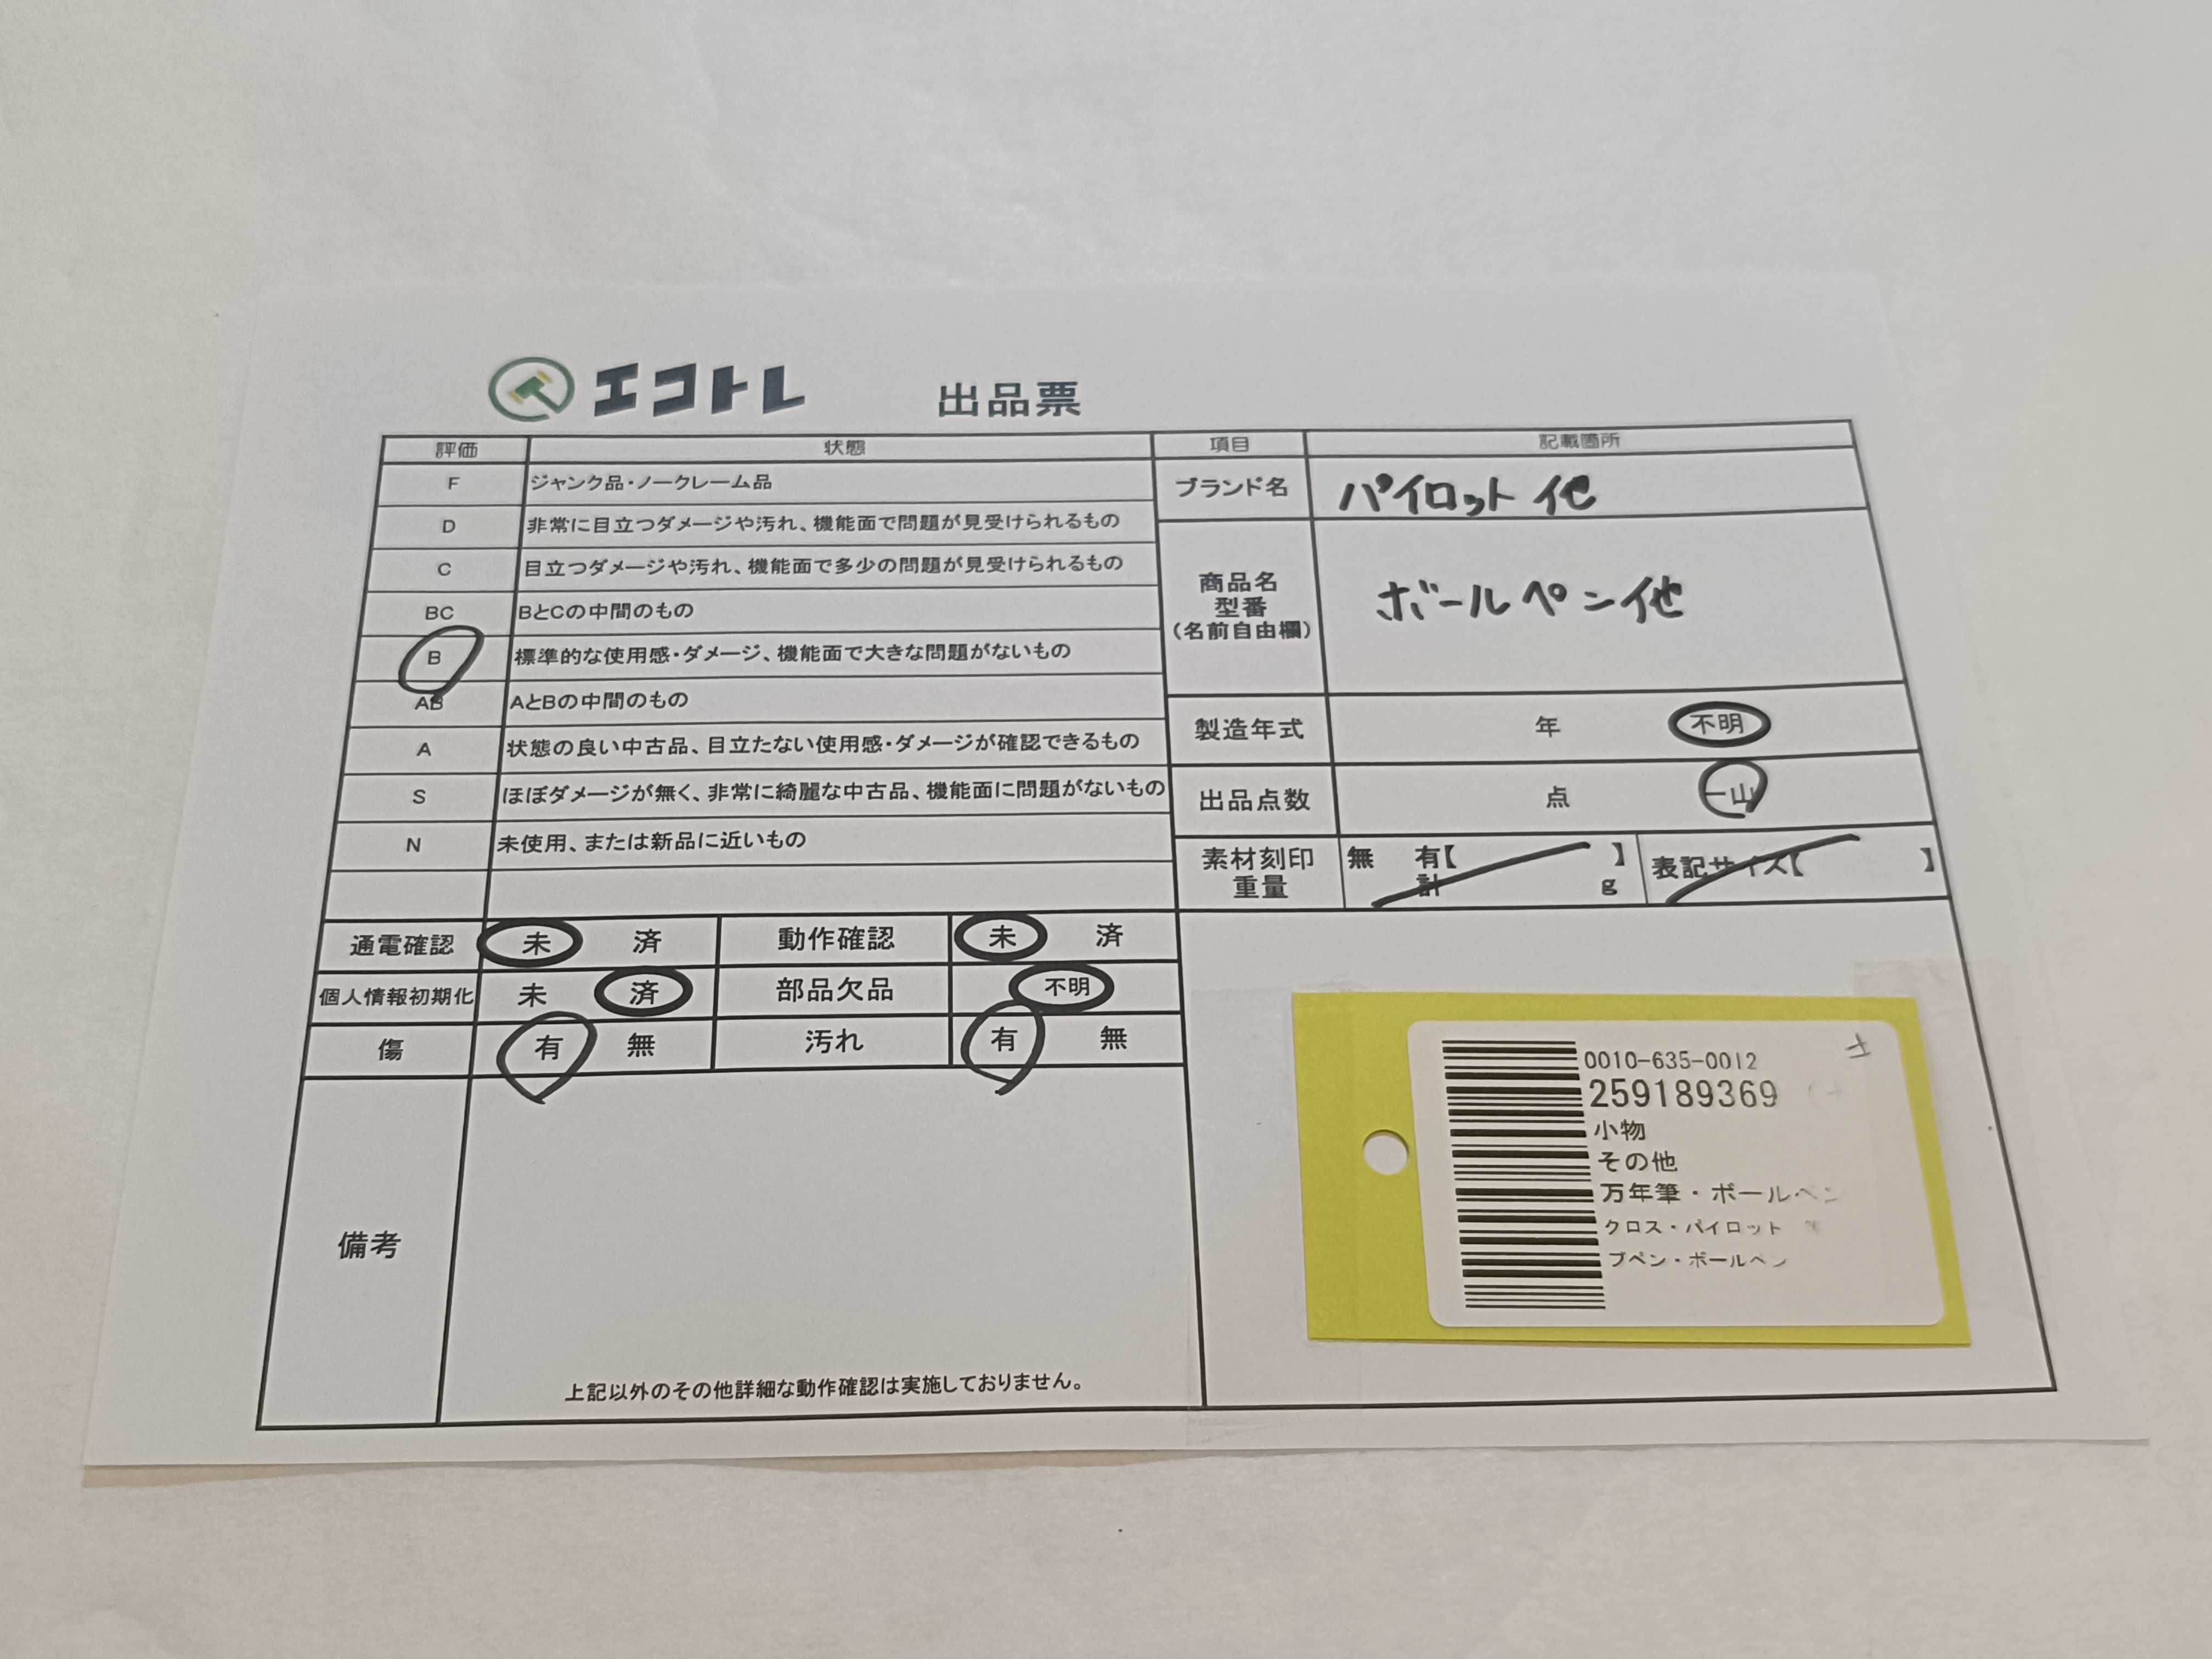 エコトレ 出品票
評価 状態 項目 記載箇所
F ジャンク品・ノークレーム品
D 非常に目立つダメージや汚れ、機能面で問題が見受けられるもの
C 目立つダメージや汚れ、機能面で多少の問題が見受けられるもの
BC BとCの中間のもの
B 標準的な使用感・ダメージ、機能面で大きな問題がないもの
AB AとBの中間のもの
A 状態の良い中古品、目立たない使用感・ダメージが確認できるもの
S ほぼダメージが無く、非常に綺麗な中古品、機能面に問題がないもの
N 未使用、または新品に近いもの
ブランド名 パイロット 他
商品名
型番
(名前自由欄)
ボールペン他
製造年式 年 不明
出品点数 点 一山
素材刻印 無 有【 】 表記サイズ【 】
重量 計 g
通電確認 未 済 動作確認 未 済
個人情報初期化 未 済 部品欠品 不明
傷 有 無 汚れ 有 無
備考
上記以外のその他詳細な動作確認は実施しておりません。
0010-635-0012
259189369
小物
その他
万年筆・ボールペン
クロス・パイロット
ブペン・ボールペン